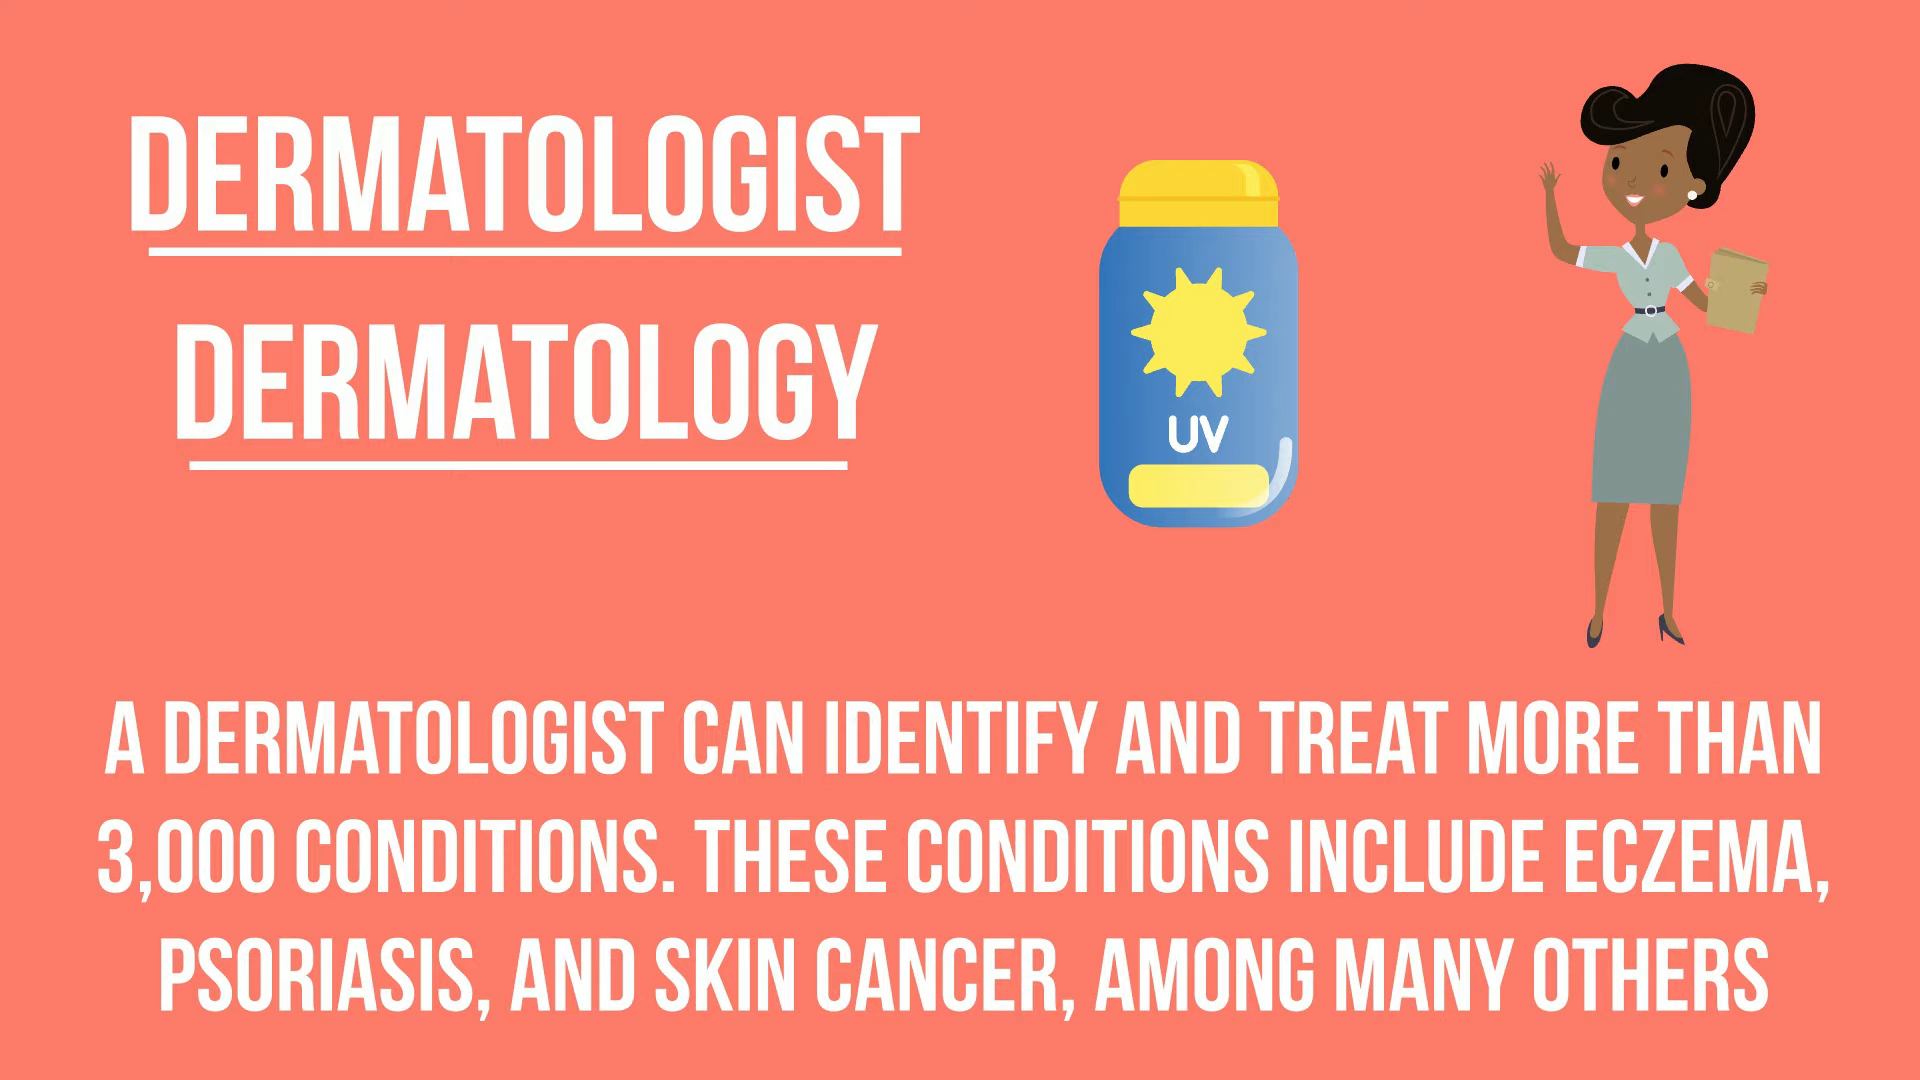 DERMATOLOGIST
DERMATOLOGY
UV
A DERMATOLOGIST CAN IDENTIFY AND TREAT MORE THAN
3,000 CONDITIONS. THESE CONDITIONS INCLUDE ECZEMA,
PSORIASIS, AND SKIN CANCER, AMONG MANY OTHERS